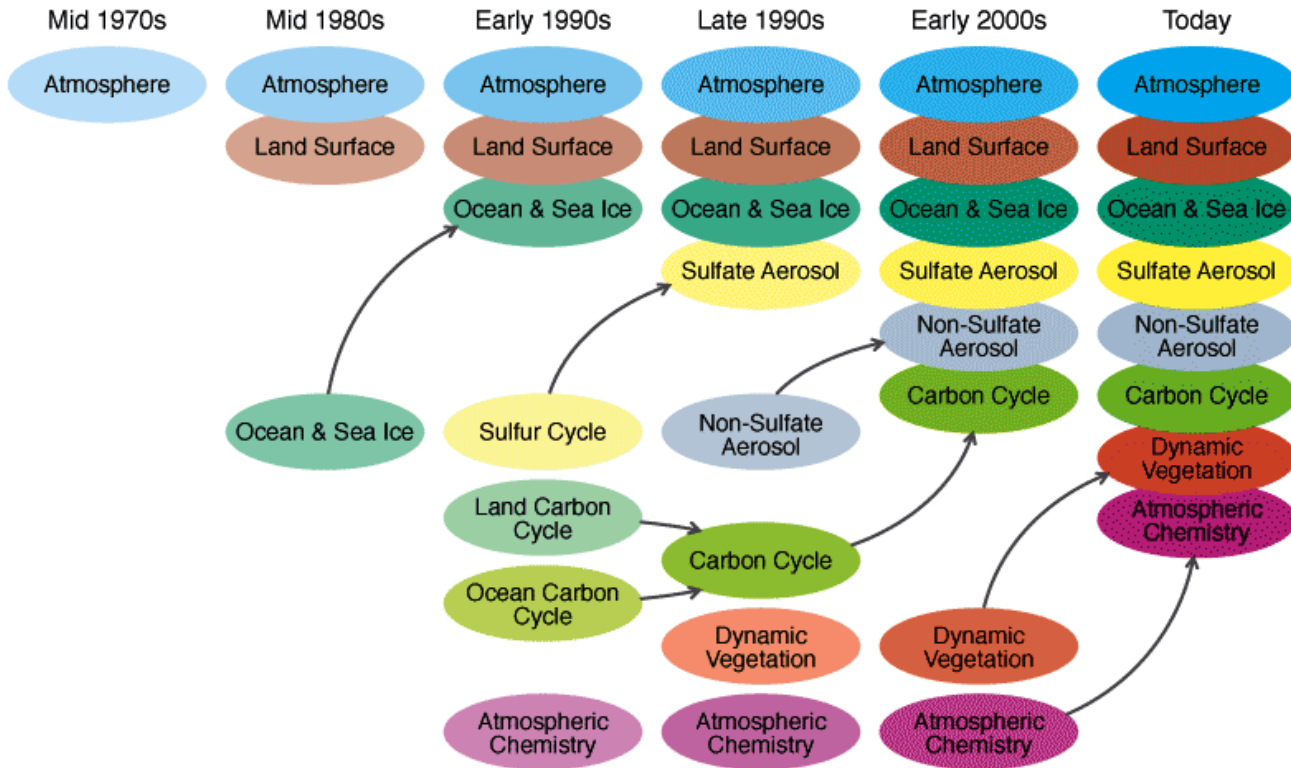 Mid 1970s
Mid 1980s
Early 1990s
Late 1990s
Early 2000s
Today
Atmosphere
Atmosphere
Atmosphere
Atmosphere
Atmosphere
Atmosphere
Land Surface
Land Surface
Land Surface
Land Surface
Land Surface
Ocean & Sea Ice
Ocean & Sea Ice
Ocean & Sea Ice
Ocean & Sea Ice
Sulfate Aerosol
Sulfate Aerosol
Sulfate Aerosol
Non-Sulfate
Aerosol
Non-Sulfate
Aerosol
Carbon Cycle
Carbon Cycle
Ocean & Sea Ice
Sulfur Cycle
Non-Sulfate
Aerosol
Dynamic
Vegetation
Land Carbon
Cycle
Atmospheric
Chemistry
Carbon Cycle
Ocean Carbon
Cycle
Dynamic
Vegetation
Dynamic
Vegetation
Atmospheric
Chemistry
Atmospheric
Chemistry
Atmospheric
Chemistry